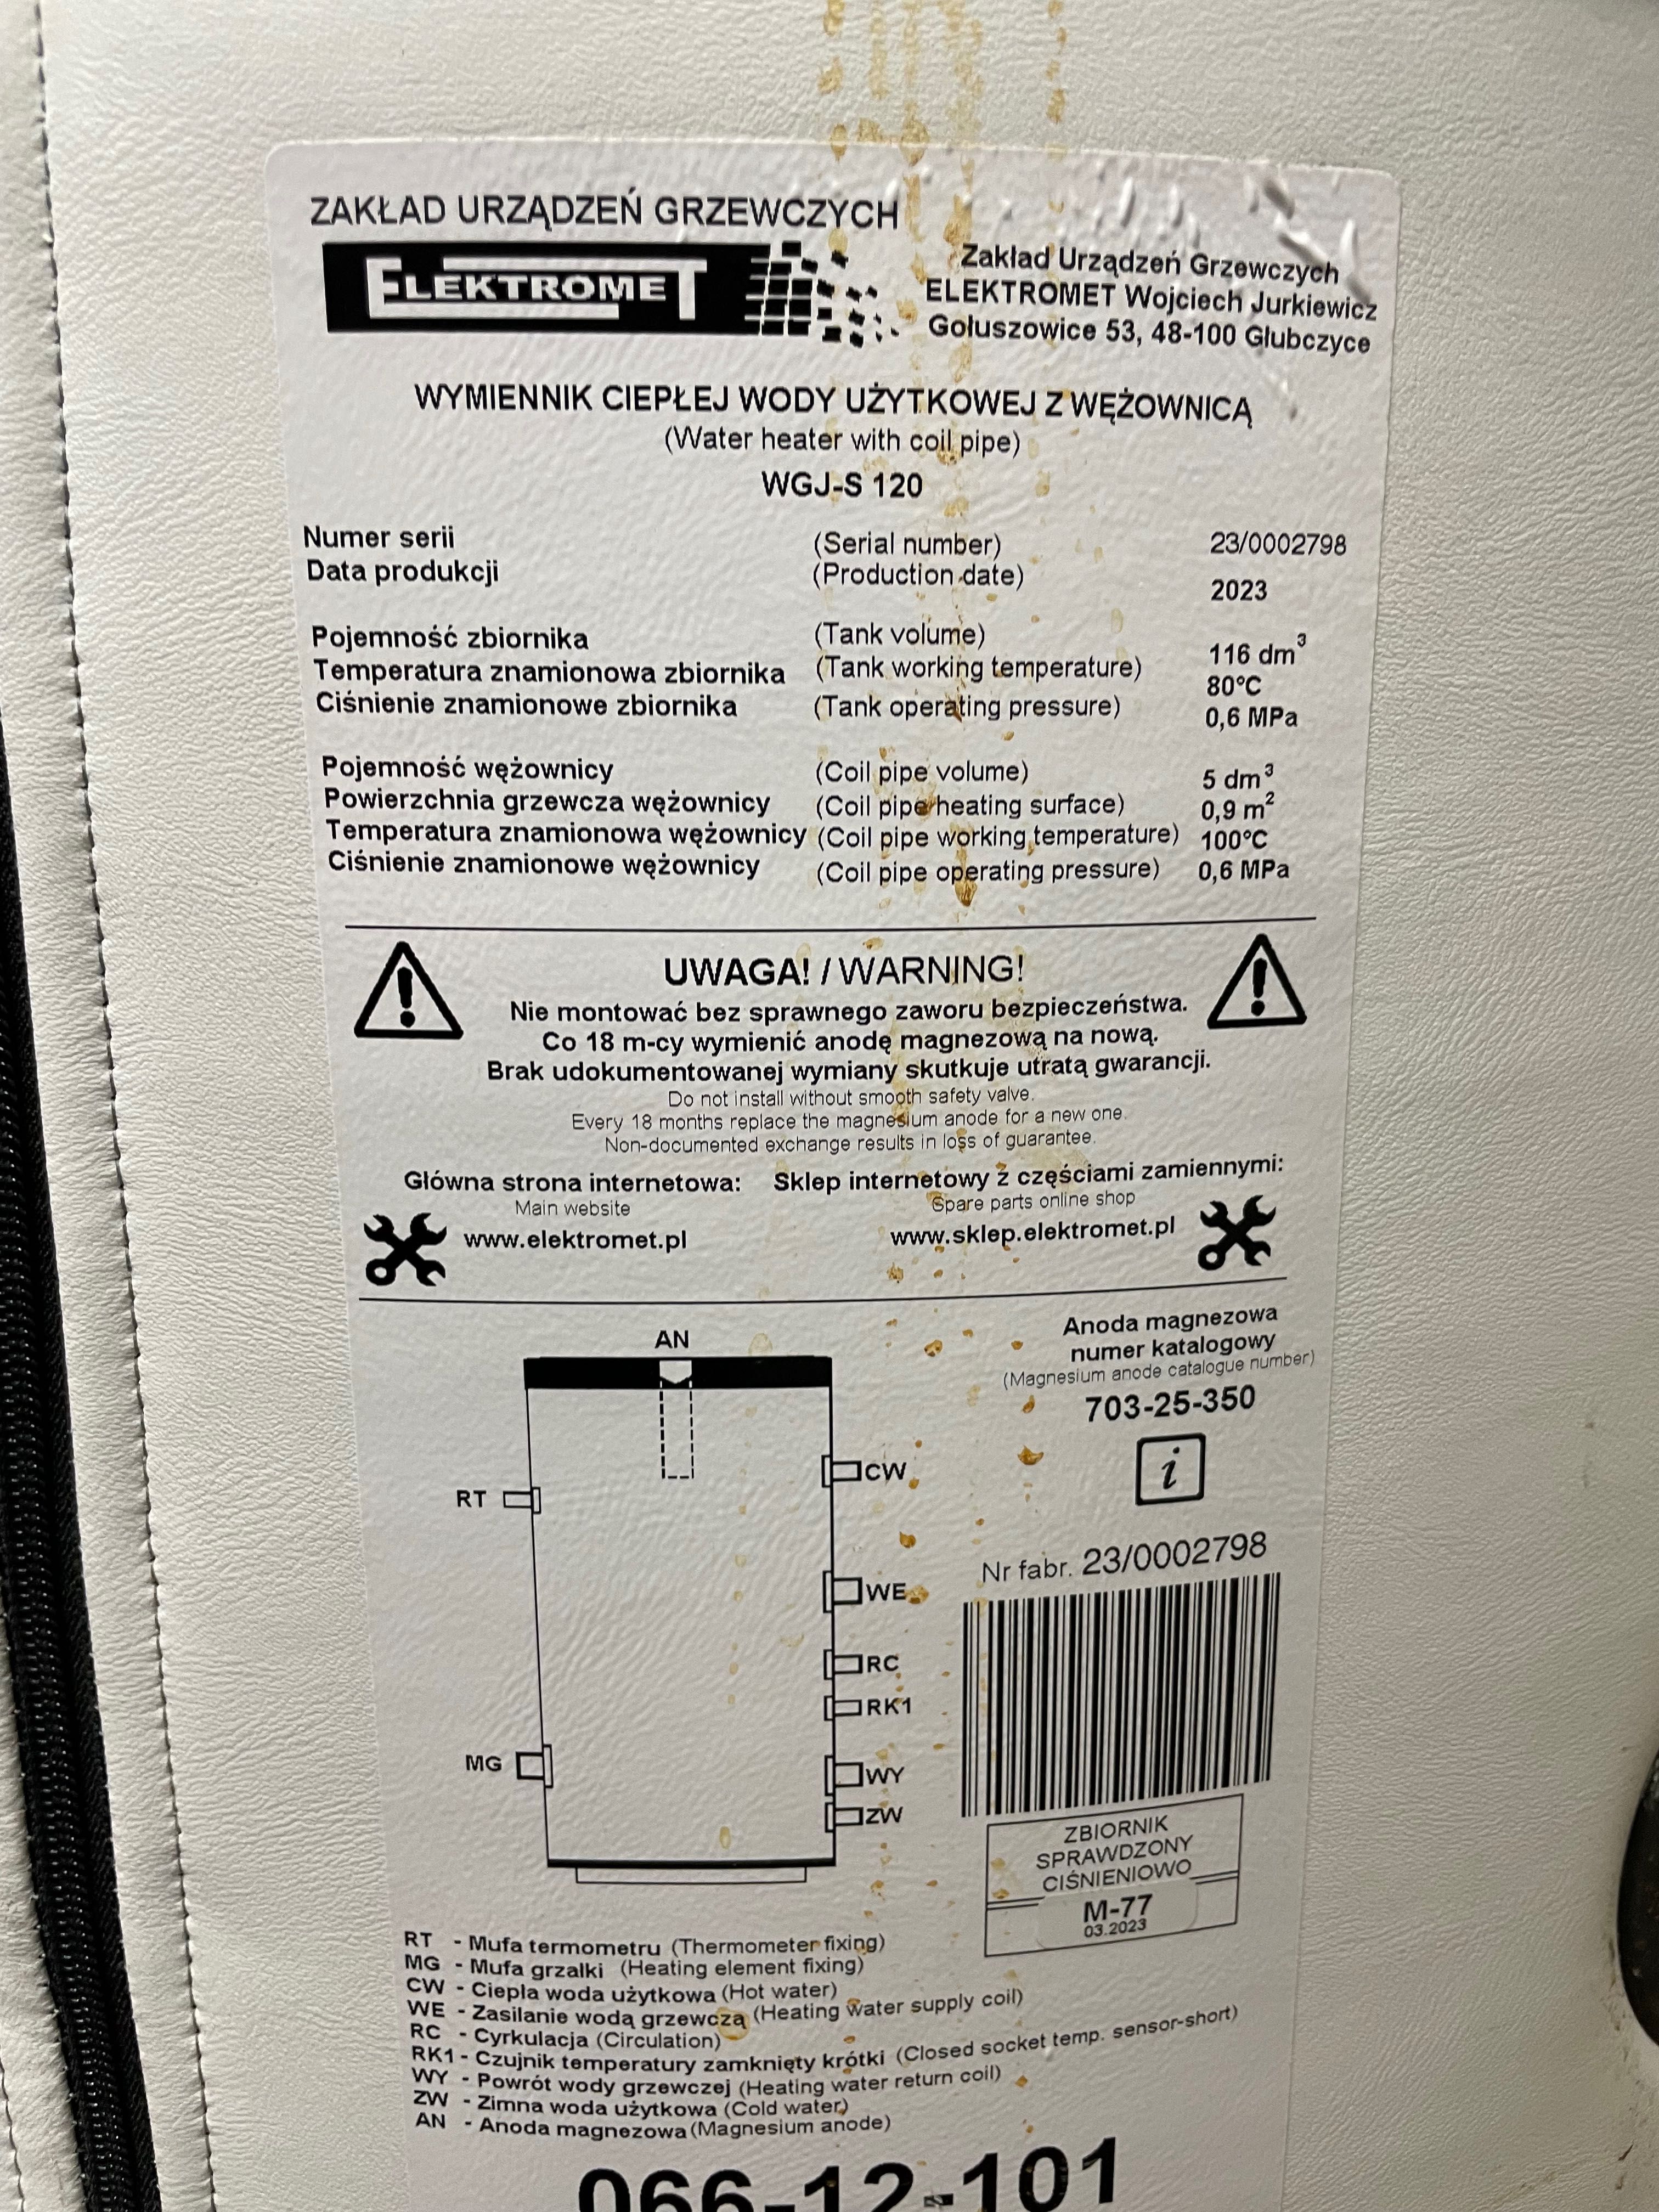 ZAKŁAD URZĄDZEŃ GRZEWCZYCH
ELEKTROMET
Zakład Urządzeń Grzewczych
ELEKTROMET Wojciech Jurkiewicz
Gołuszowice 53, 48-100 Głubczyce
WYMIENNIK CIEPŁEJ WODY UŻYTKOWEJ Z WĘŻOWNICĄ
(Water heater with coil pipe)
WGJ-S 120
Numer serii (Serial number) 23/0002798
Data produkcji (Production date) 2023
Pojemność zbiornika (Tank volume) 116 dm³
Temperatura znamionowa zbiornika (Tank working temperature) 80°C
Ciśnienie znamionowe zbiornika (Tank operating pressure) 0,6 MPa
Pojemność wężownicy (Coil pipe volume) 5 dm³
Powierzchnia grzewcza wężownicy (Coil pipe heating surface) 0,9 m²
Temperatura znamionowa wężownicy (Coil pipe working temperature) 100°C
Ciśnienie znamionowe wężownicy (Coil pipe operating pressure) 0,6 MPa
UWAGA! / WARNING!
Nie montować bez sprawnego zaworu bezpieczeństwa.
Co 18 m-cy wymienić anodę magnezową na nową.
Brak udokumentowanej wymiany skutkuje utratą gwarancji.
Do not install without smooth safety valve.
Every 18 months replace the magnesium anode for a new one.
Non-documented exchange results in loss of guarantee.
Główna strona internetowa: Sklep internetowy z częściami zamiennymi:
Main website Spare parts online shop
www.elektromet.pl www.sklep.elektromet.pl
Anoda magnezowa
numer katalogowy
(Magnesium anode catalogue number)
703-25-350
i
AN
RT
MG
CW
WE
RC
RK1
WY
ZW
Nr fabr. 23/0002798
ZBIORNIK
SPRAWDZONY
CIŚNIENIOWO
M-77
03.2023
RT - Mufa termometru (Thermometer fixing)
MG - Mufa grzałki (Heating element fixing)
CW - Ciepła woda użytkowa (Hot water)
WE - Zasilanie wodą grzewczą (Heating water supply coil)
RC - Cyrkulacja (Circulation)
RK1 - Czujnik temperatury zamknięty krótki (Closed socket temp. sensor-short)
WY - Powrót wody grzewczej (Heating water return coil)
ZW - Zimna woda użytkowa (Cold water)
AN - Anoda magnezowa (Magnesium anode)
066-12-101